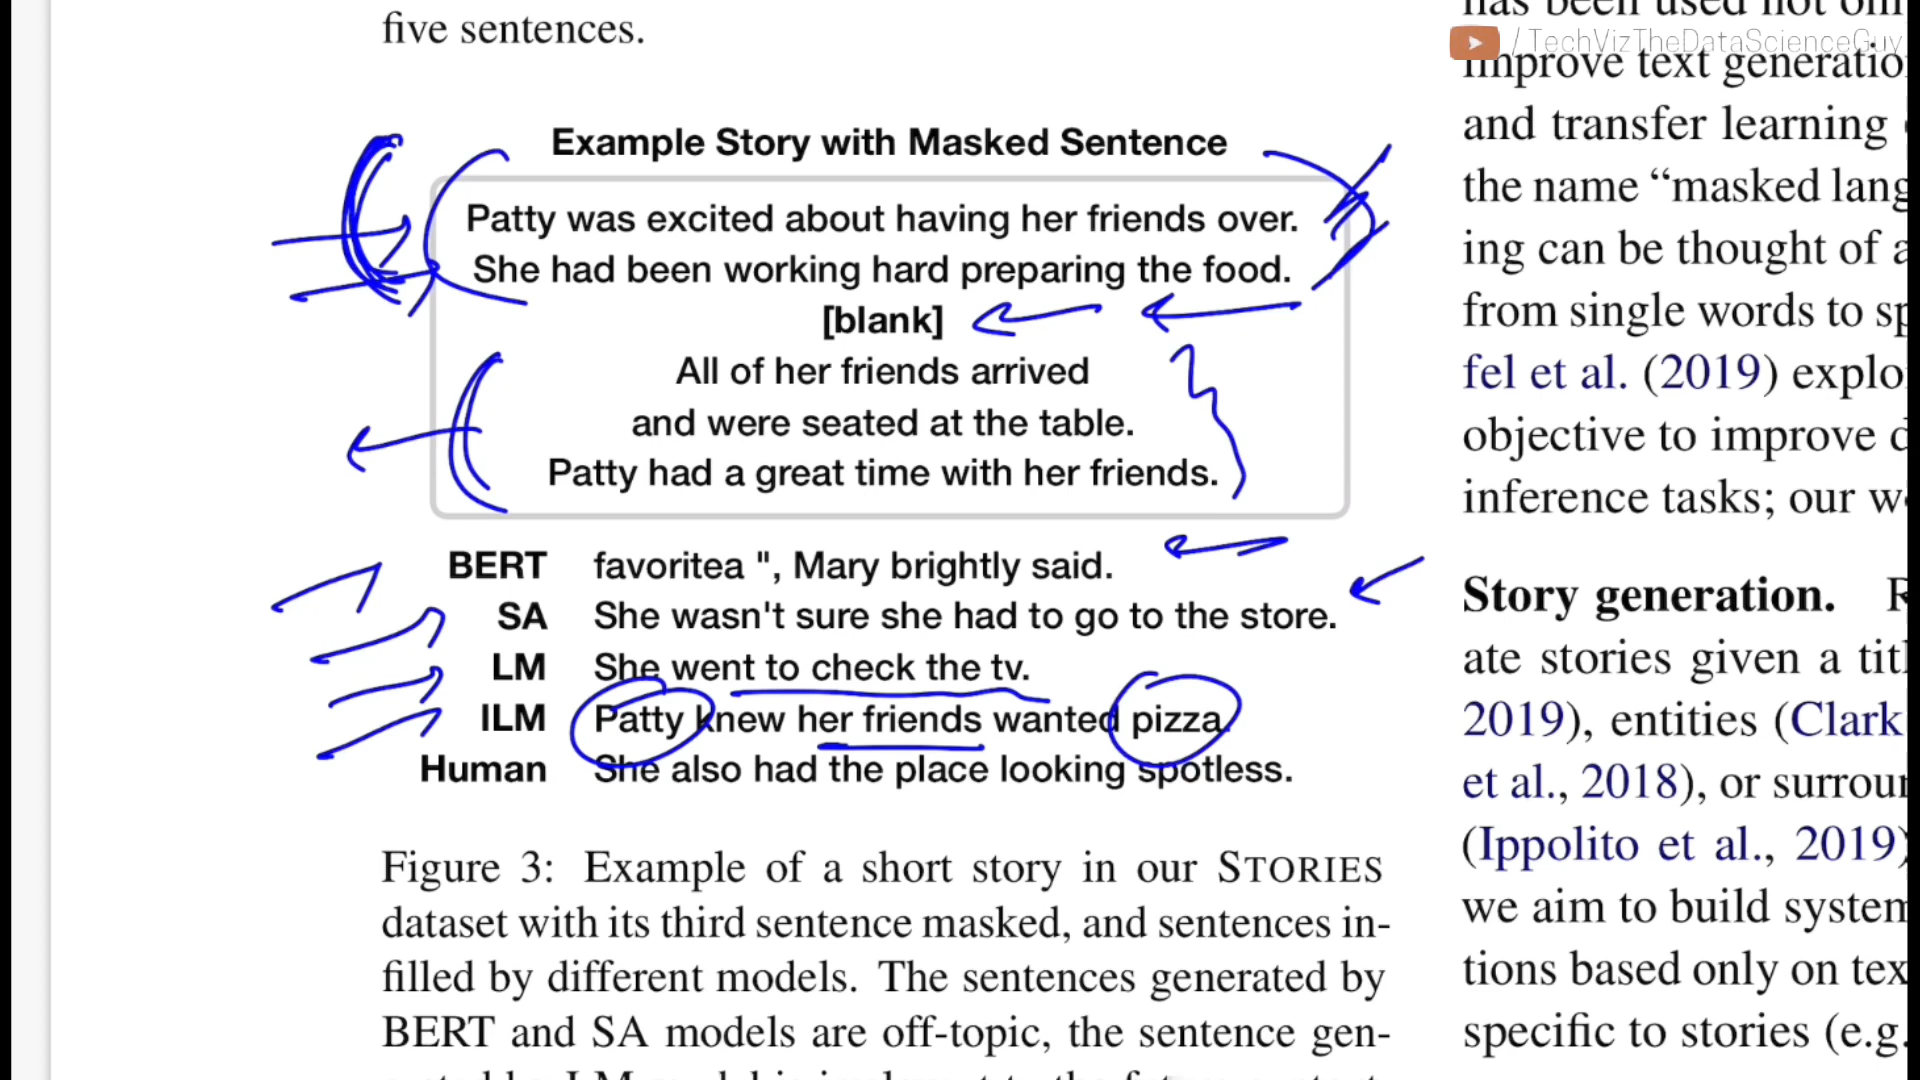 five sentences.
Example Story with Masked Sentence
Patty was excited about having her friends over.
She had been working hard preparing the food.
[blank]
All of her friends arrived
and were seated at the table.
Patty had a great time with her friends.
BERT favoritea ", Mary brightly said.
SA She wasn't sure she had to go to the store.
LM She went to check the tv.
ILM Patty knew her friends wanted pizza.
Human She also had the place looking spotless.
Figure 3: Example of a short story in our STORIES
dataset with its third sentence masked, and sentences in-
filled by different models. The sentences generated by
BERT and SA models are off-topic, the sentence gen-
has been used not
/TechVizTheDataScienceGuy
improve text generatio
and transfer learning
the name “masked lang
ing can be thought of a
from single words to sp
fel et al. (2019) explo
objective to improve d
inference tasks; our w
Story generation. R
ate stories given a titl
2019), entities (Clark
et al., 2018), or surrour
(Ippolito et al., 2019)
we aim to build system
tions based only on tex
specific to stories (e.g.